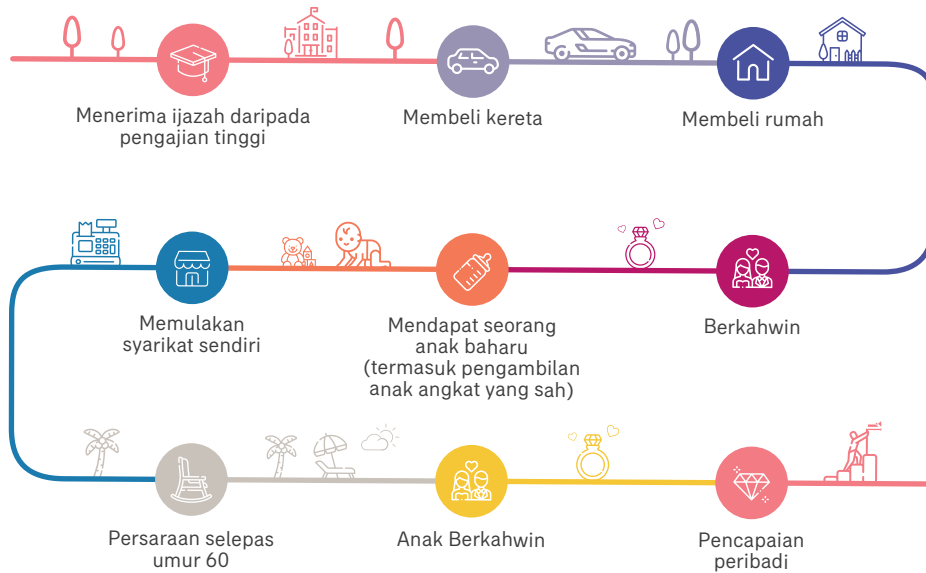 Menerima ijazah daripada
pengajian tinggi
Membeli kereta
Membeli rumah
Memulakan
syarikat sendiri
Mendapat seorang
anak baharu
(termasuk pengambilan
anak angkat yang sah)
Berkahwin
Persaraan selepas
umur 60
Anak Berkahwin
Pencapaian
peribadi